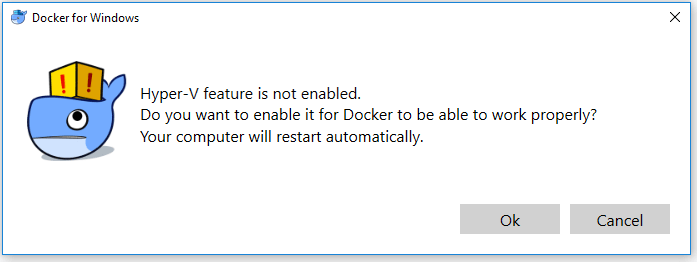 Docker for Windows
Hyper-V feature is not enabled.
Do you want to enable it for Docker to be able to work properly?
Your computer will restart automatically.
Ok
Cancel